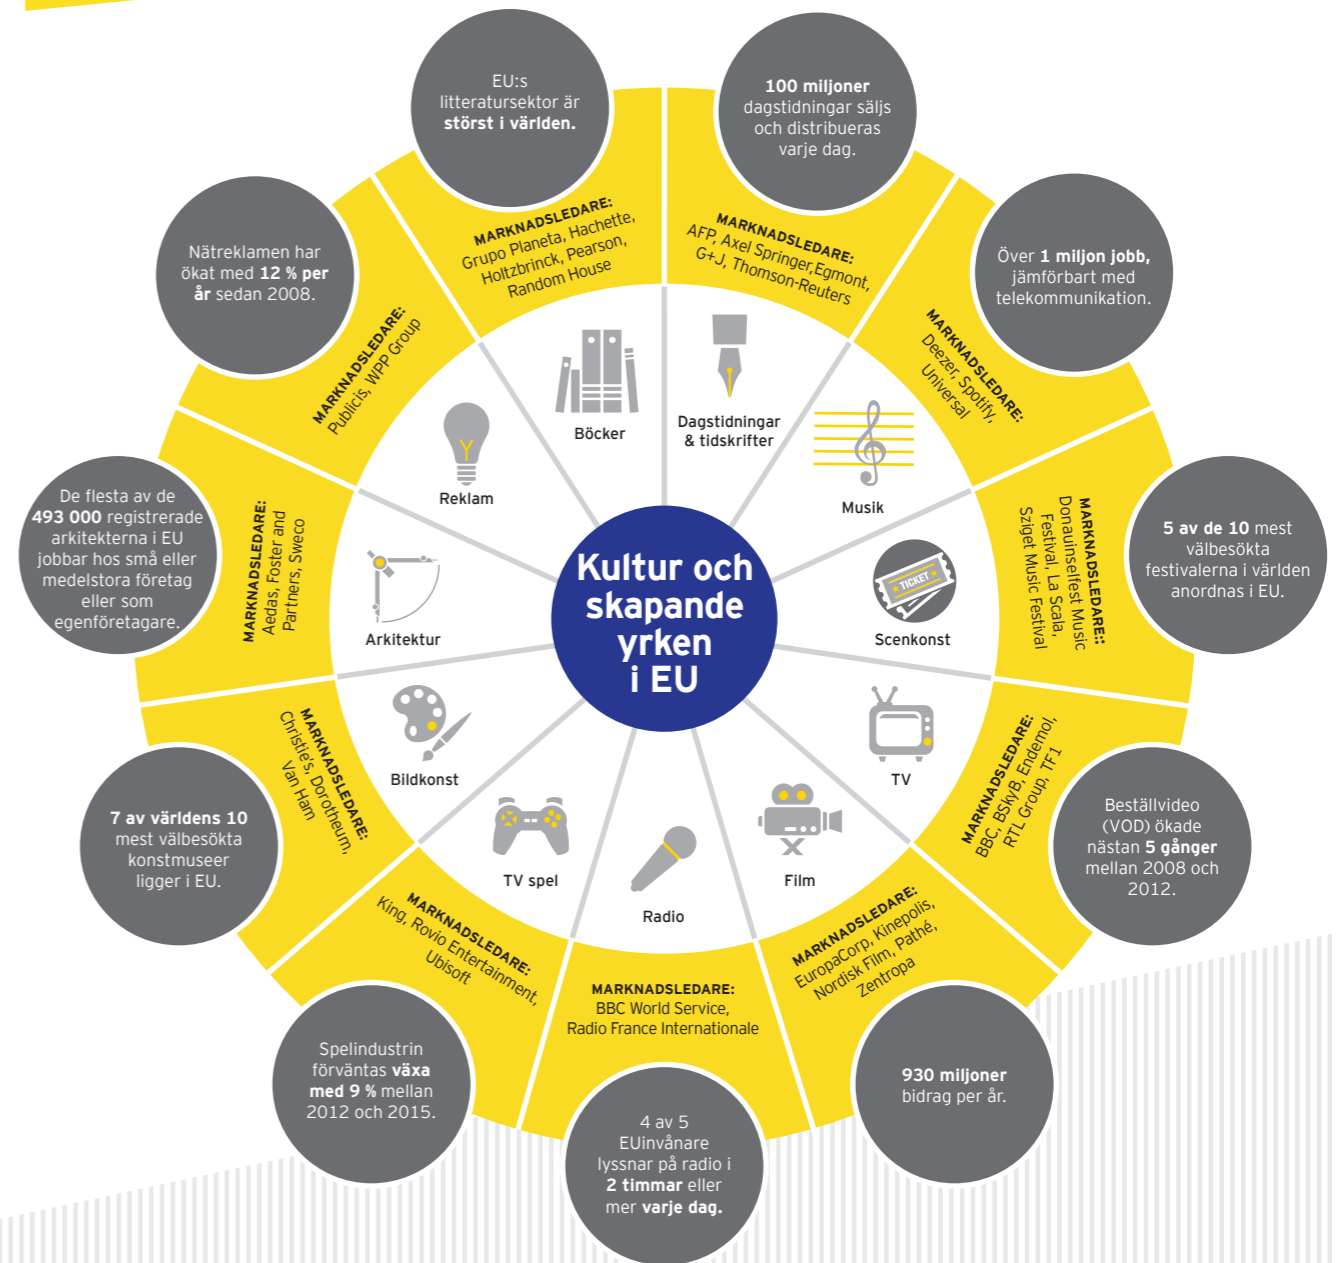 Kultur och
skapande
yrken
i EU
100 miljoner
dagstidningar säljs
och distribueras
varje dag.
MARKNADSLEDARE:
AFP, Axel Springer,Egmont,
G+J, Thomson-Reuters
Dagstidningar
& tidskrifter
Över 1 miljon jobb,
jämförbart med
telekommunikation.
MARKNADSLEDARE:
Deezer, Spotify,
Universal
Musik
5 av de 10 mest
välbesökta
festivalerna i världen
anordnas i EU.
MARKNADSLEDARE::
Donauinselfest Music
Festival, La Scala,
Sziget Music Festival
TICKET
Scenkonst
Beställvideo
(VOD) ökade
nästan 5 gånger
mellan 2008 och
2012.
MARKNADSLEDARE:
BBC, BSkyB, Endemol,
RTL Group, TF1
TV
930 miljoner
bidrag per år.
MARKNADSLEDARE:
EuropaCorp, Kinepolis,
Nordisk Film, Pathé,
Zentropa
Film
4 av 5
EUinvånare
lyssnar på radio i
2 timmar eller
mer varje dag.
MARKNADSLEDARE:
BBC World Service,
Radio France Internationale
Radio
Spelindustrin
förväntas växa
med 9 % mellan
2012 och 2015.
MARKNADSLEDARE:
King, Rovio Entertainment,
Ubisoft
TV spel
7 av världens 10
mest välbesökta
konstmuseer
ligger i EU.
MARKNADSLEDARE:
Christie's, Dorotheum,
Van Ham
Bildkonst
De flesta av de
493 000 registrerade
arkitekterna i EU
jobbar hos små eller
medelstora företag
eller som
egenföretagare.
MARKNADSLEDARE:
Aedas, Foster and
Partners, Sweco
Arkitektur
Nätreklamen har
ökat med 12 % per
år sedan 2008.
MARKNADSLEDARE:
Publicis, WPP Group
Reklam
EU:s
litteratursektor är
störst i världen.
MARKNADSLEDARE:
Grupo Planeta, Hachette,
Holtzbrinck, Pearson,
Random House
Böcker